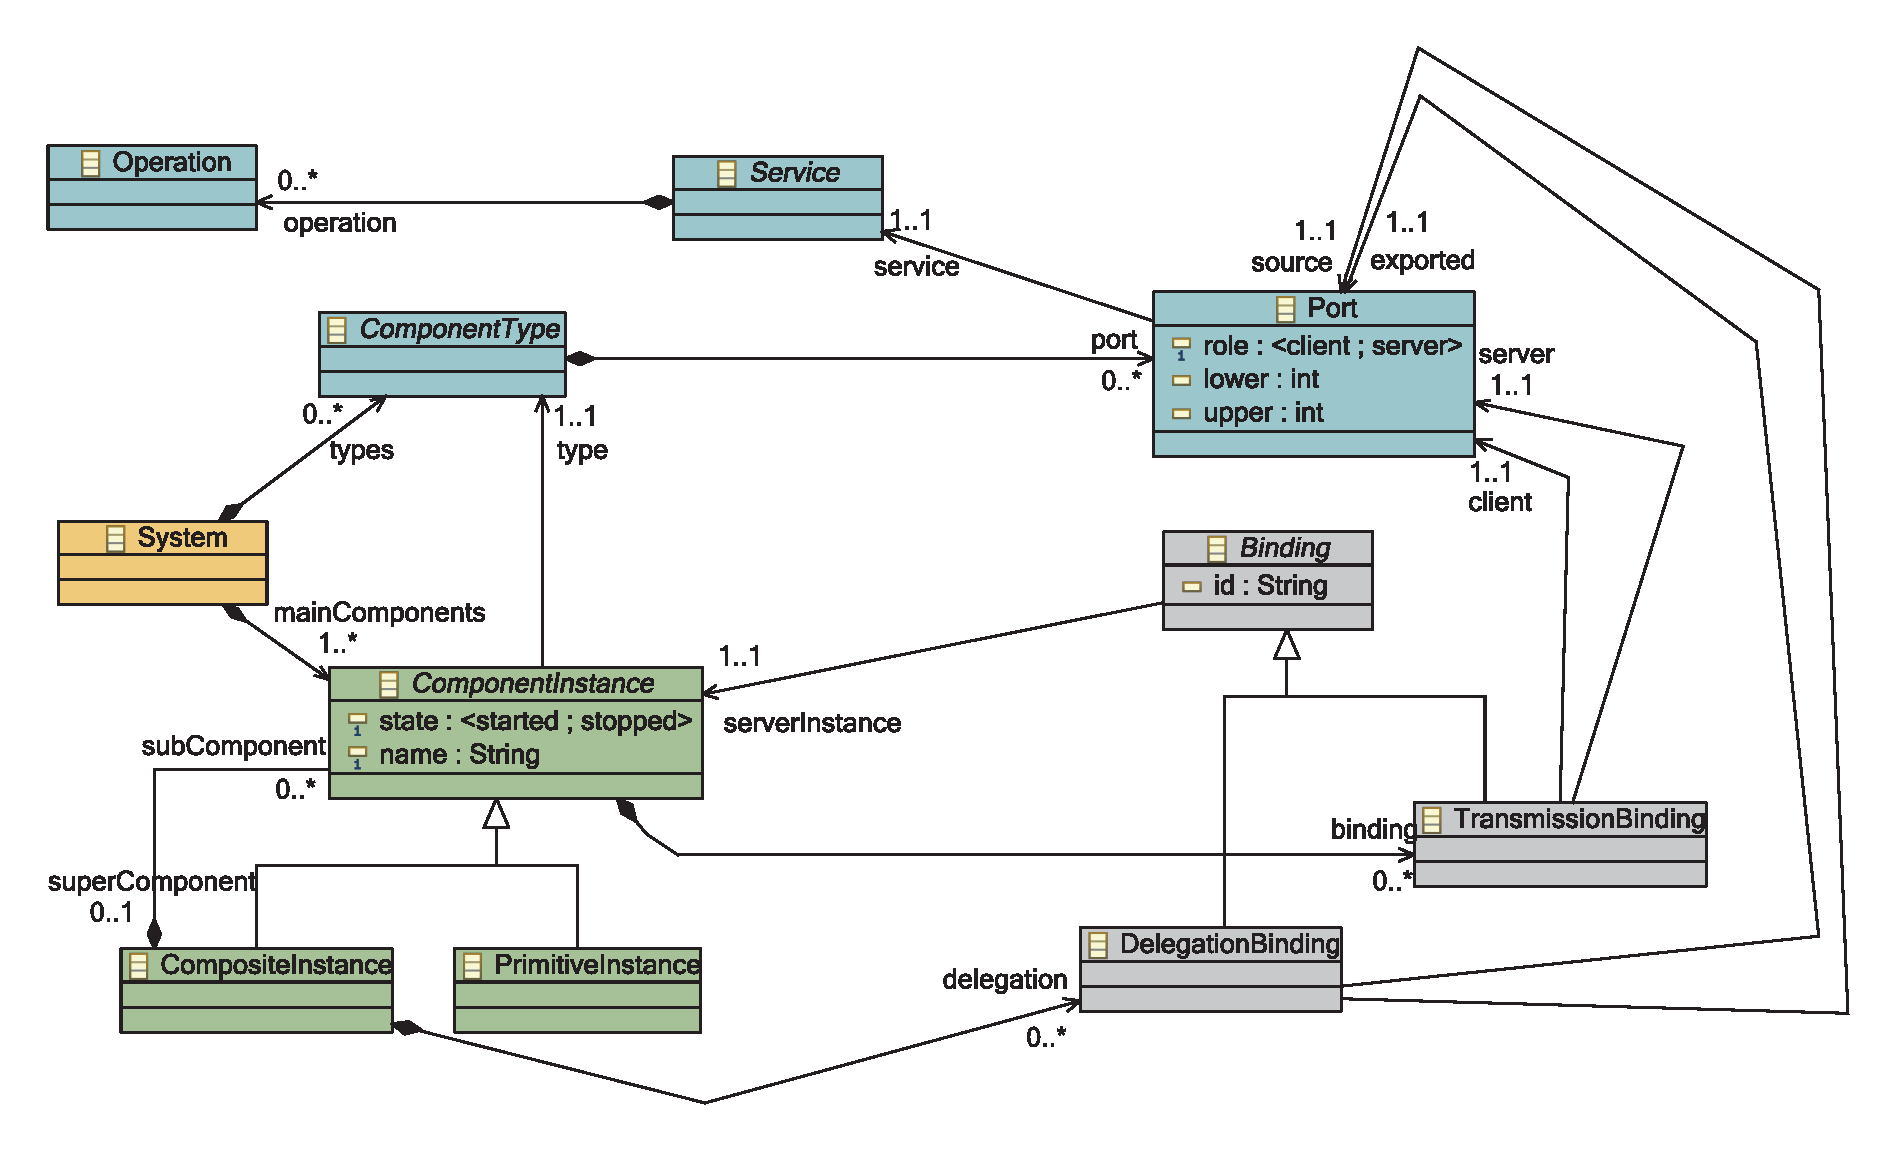 Operation
0..*
operation
Service
1..1
service
1..1
source
1..1
exported
Port
role : <client ; server>
lower : int
upper : int
port
0..*
server
1..1
1..1
client
ComponentType
0..*
types
1..1
type
System
mainComponents
1..*
Binding
id : String
1..1
serverInstance
ComponentInstance
state : <started ; stopped>
1
name : String
1
1
subComponent
0..*
superComponent
0..1
binding
0..*
TransmissionBinding
CompositeInstance
PrimitiveInstance
DelegationBinding
delegation
0..*